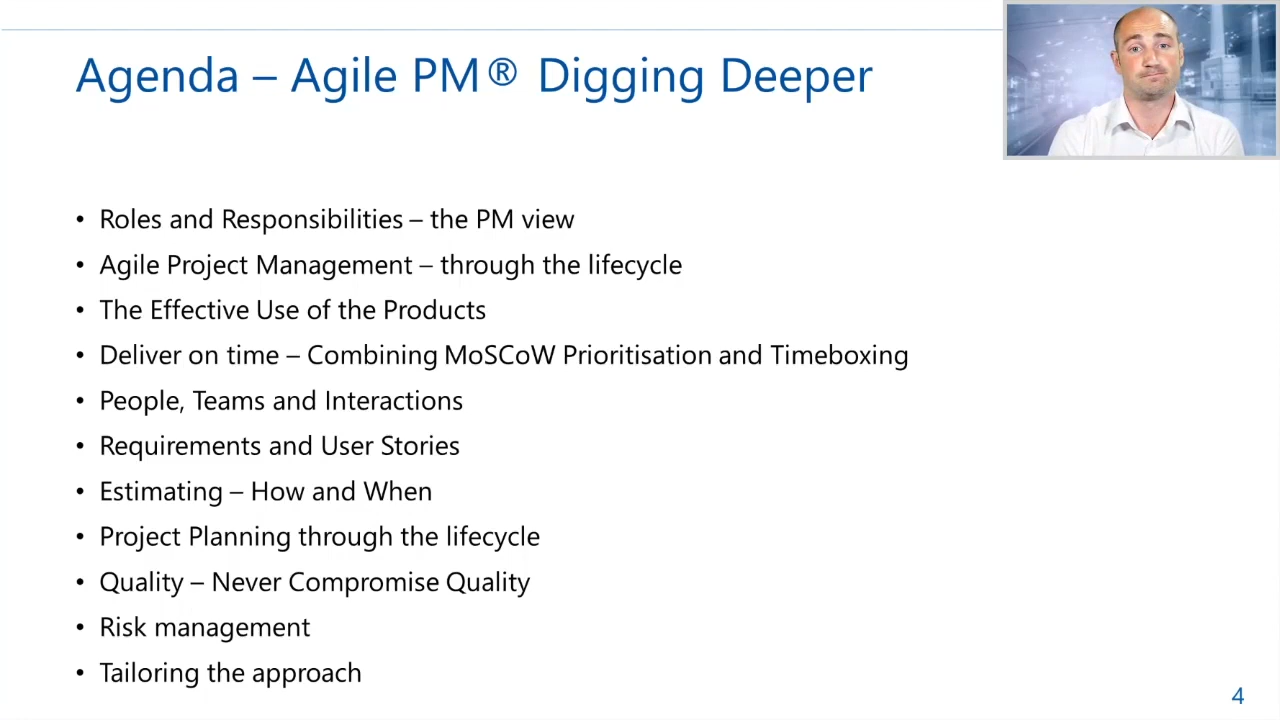 Agenda – Agile PM® Digging Deeper
• Roles and Responsibilities – the PM view
• Agile Project Management – through the lifecycle
• The Effective Use of the Products
• Deliver on time – Combining MoSCoW Prioritisation and Timeboxing
• People, Teams and Interactions
• Requirements and User Stories
• Estimating – How and When
• Project Planning through the lifecycle
• Quality – Never Compromise Quality
• Risk management
• Tailoring the approach
4